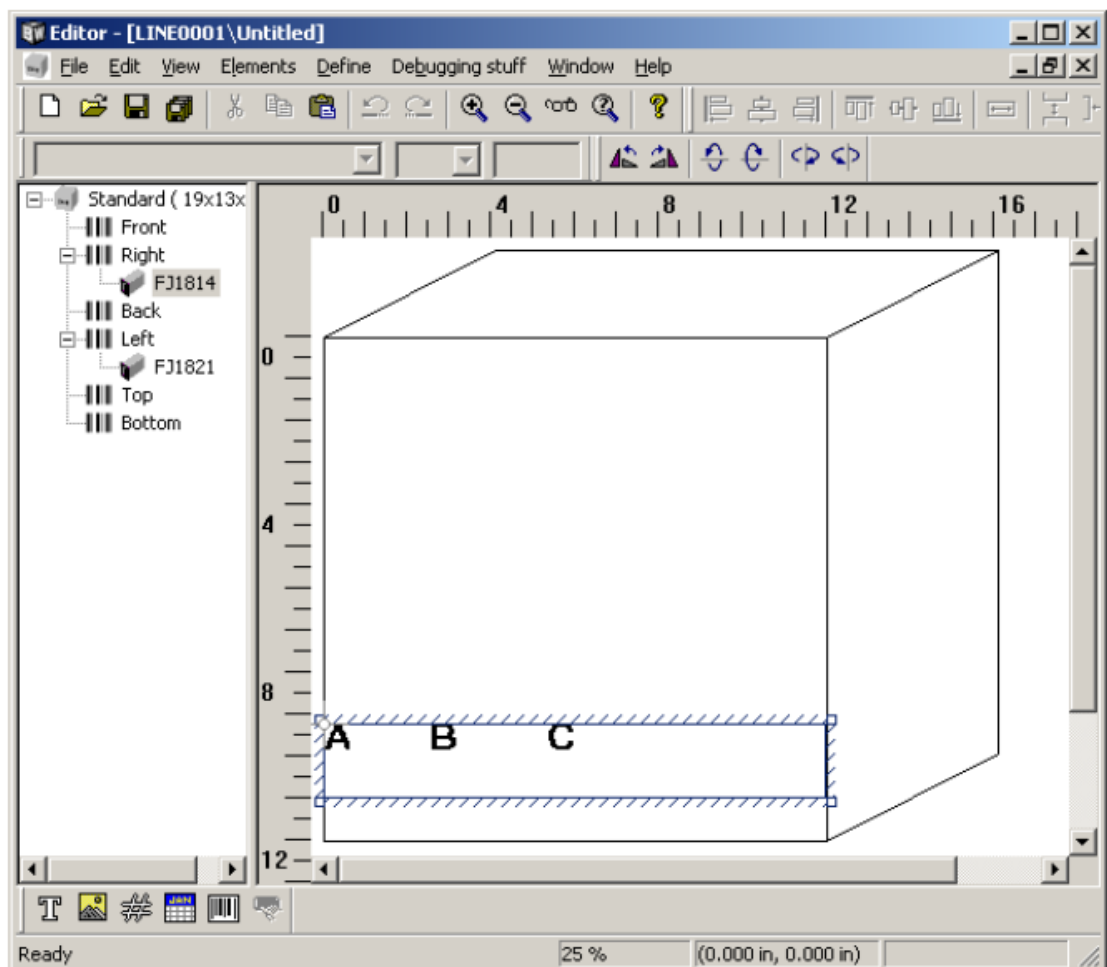 Editor - [LINE0001\Untitled]
File Edit View Elements Define Debugging stuff Window Help
Standard ( 19x13x
Front
Right
FJ1814
Back
Left
FJ1821
Top
Bottom
0 4 8 12 16
0
4
8
12
A B C
T JAN
Ready 25 % (0.000 in, 0.000 in)